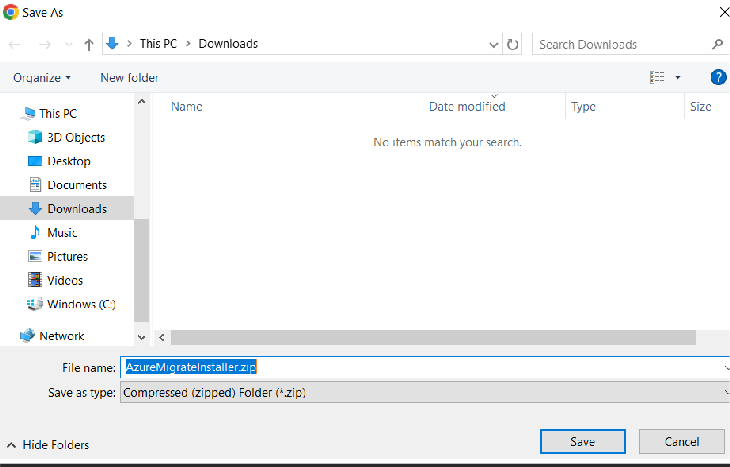 Save As
This PC > Downloads
Search Downloads
Organize
New folder
?
Name
Date modified
Type
Size
No items match your search.
This PC
3D Objects
Desktop
Documents
Downloads
Music
Pictures
Videos
Windows (C:)
Network
File name: AzureMigrateInstaller.zip
Save as type: Compressed (zipped) Folder (*.zip)
Hide Folders
Save
Cancel